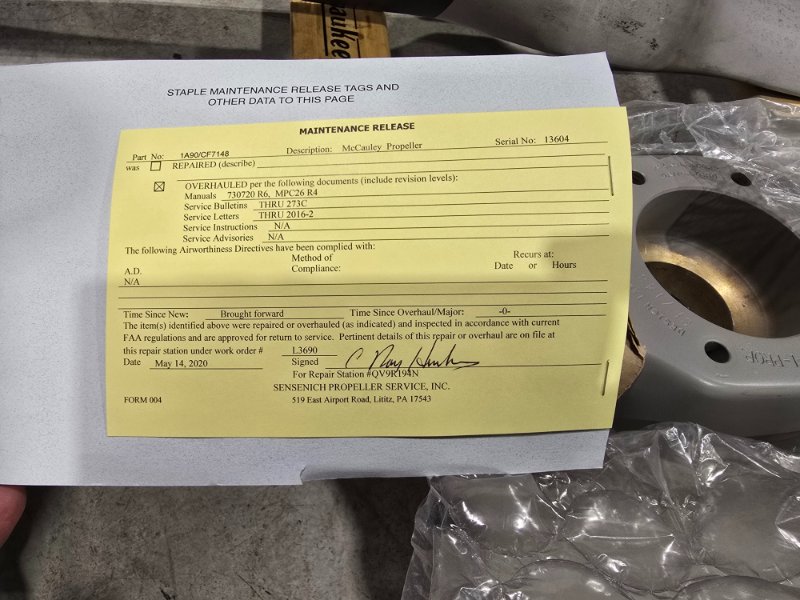 aukee
STAPLE MAINTENANCE RELEASE TAGS AND
OTHER DATA TO THIS PAGE
MAINTENANCE RELEASE
Part No: 1A90/CF7148 Description: McCauley Propeller Serial No: 13604
was REPAIRED (describe)
OVERHAULED per the following documents (include revision levels):
Manuals 730720 R6, MPC26 R4
Service Bulletins THRU 273C
Service Letters THRU 2016-2
Service Instructions N/A
Service Advisories N/A
The following Airworthiness Directives have been complied with:
Method of Recurs at:
A.D. Compliance: Date or Hours
N/A
Time Since New: Brought forward Time Since Overhaul/Major: -0-
The item(s) identified above were repaired or overhauled (as indicated) and inspected in accordance with current
FAA regulations and are approved for return to service. Pertinent details of this repair or overhaul are on file at
this repair station under work order # L3690
Date May 14, 2020 Signed
For Repair Station #QV9R194N
SENSENICH PROPELLER SERVICE, INC.
FORM 004 519 East Airport Road, Lititz, PA 17543